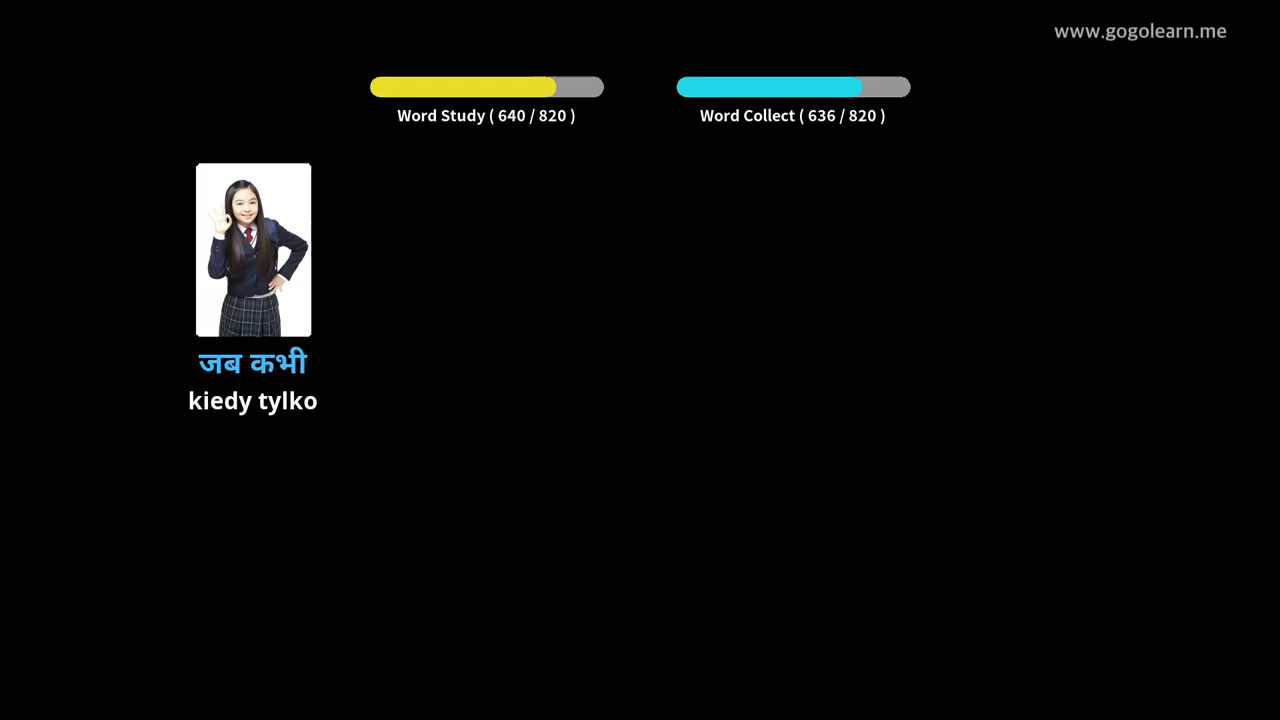 www.gogolearn.me
Word Study ( 640 / 820 )
Word Collect ( 636 / 820 )
जब कभी
kiedy tylko